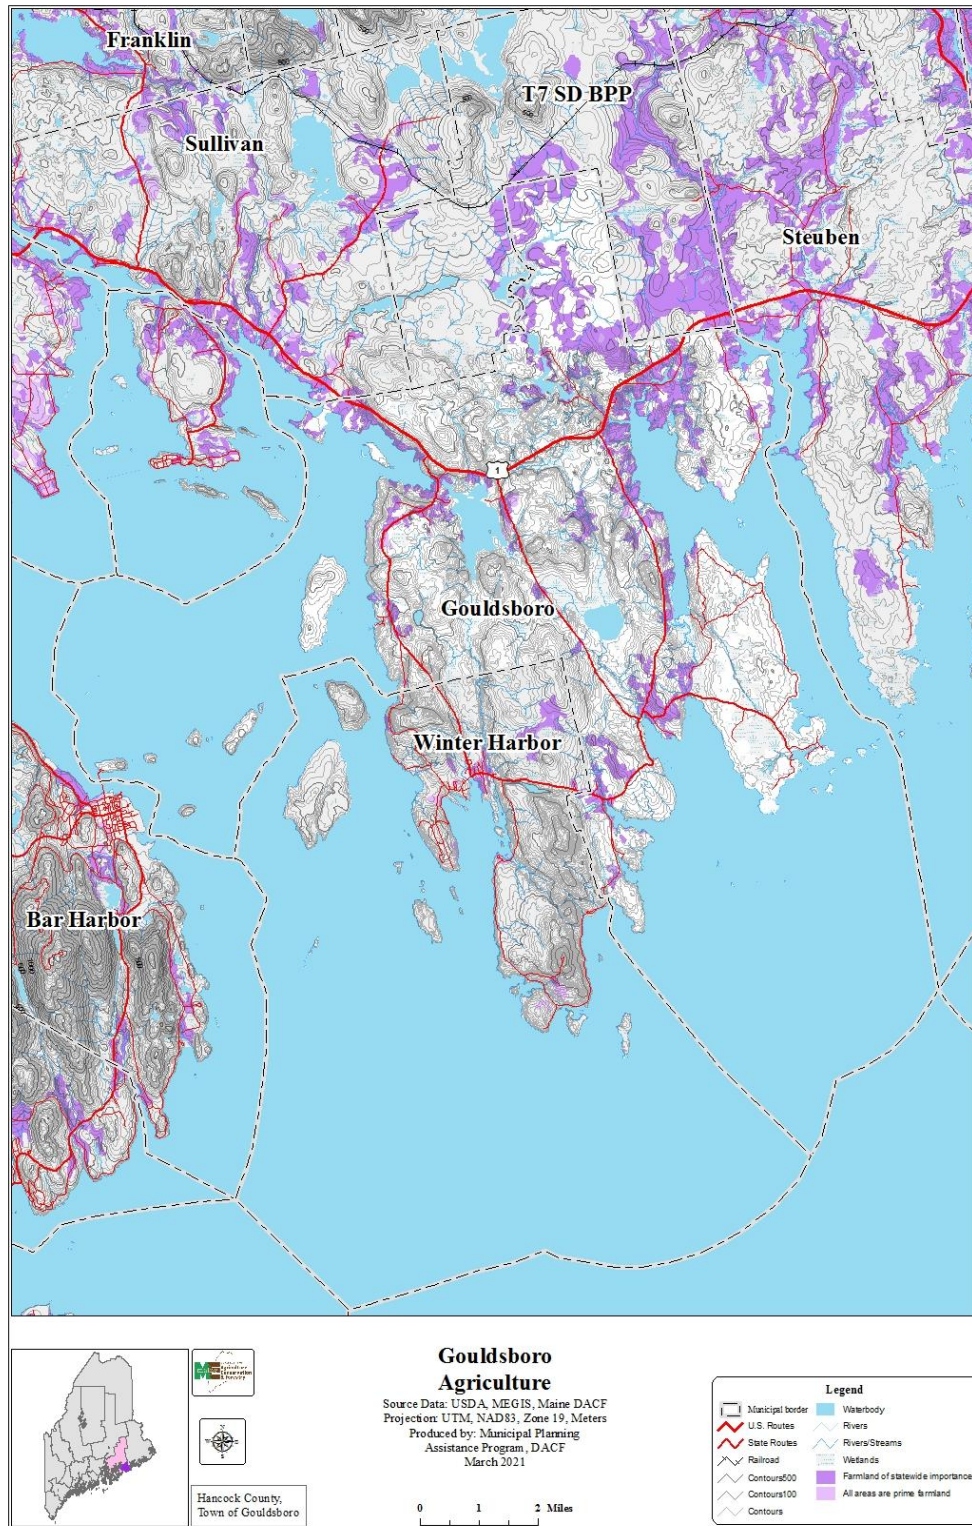 Franklin
T7 SD BPP
Sullivan
Steuben
1
Gouldsboro
Winter Harbor
Bar Harbor
Gouldsboro
Agriculture
Source Data: USDA, MEGIS, Maine DACF
Projection: UTM, NAD83, Zone 19, Meters
Produced by: Municipal Planning
Assistance Program, DACF
March 2021
0 1 2 Miles
Hancock County,
Town of Gouldsboro
Legend
Municipal border
U.S. Routes
State Routes
Railroad
Contours500
Contours100
Contours
Waterbody
Rivers
Rivers/Streams
Wetlands
Farmland of statewide importance
All areas are prime farmland